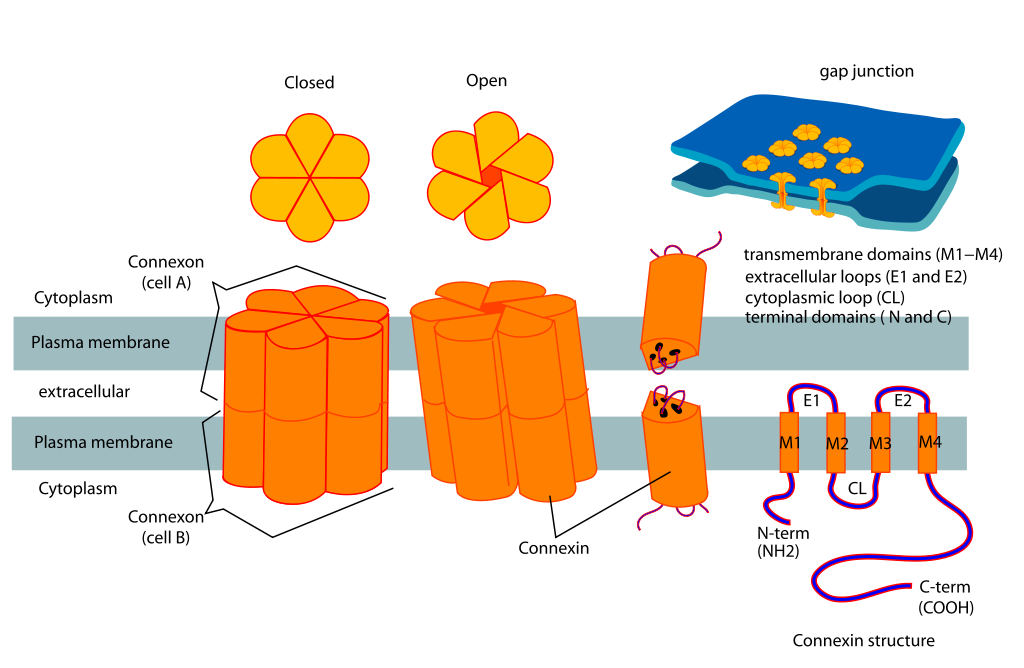 Closed
Open
gap junction
Connexon
(cell A)
Cytoplasm
Plasma membrane
extracellular
Plasma membrane
Cytoplasm
Connexon
(cell B)
Connexin
transmembrane domains (M1–M4)
extracellular loops (E1 and E2)
cytoplasmic loop (CL)
terminal domains ( N and C)
E1
E2
M1
M2
M3
M4
CL
N-term
(NH2)
C-term
(COOH)
Connexin structure